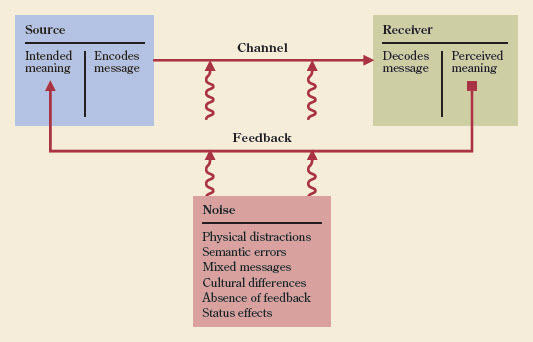 Source
Intended
meaning
Encodes
message
Channel
Receiver
Decodes
message
Perceived
meaning
Feedback
Noise
Physical distractions
Semantic errors
Mixed messages
Cultural differences
Absence of feedback
Status effects